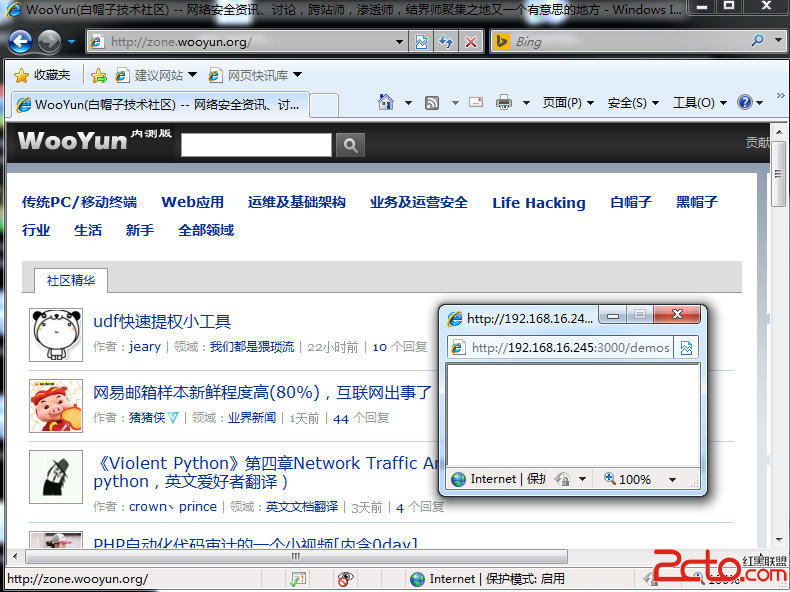 WooYun(白帽子技术社区) -- 网络安全资讯、讨论，跨站师，渗透师，结界师聚集之地又一个有意思的地方 - Windows I...
http://zone.wooyun.org/
Bing
收藏夹 建议网站 网页快讯库
WooYun(白帽子技术社区) -- 网络安全资讯、讨...
页面(P) 安全(S) 工具(O)
WooYun 内测版
贡献
传统PC/移动终端 Web应用 运维及基础架构 业务及运营安全 Life Hacking 白帽子 黑帽子
行业 生活 新手 全部领域
社区精华
udf快速提权小工具
作者：jeary | 领域：我们都是猥琐流 | 22小时前 | 10 个回复
网易邮箱样本新鲜程度高(80%)，互联网出事了
作者：猪猪侠 | 领域：业界新闻 | 1天前 | 44 个回复
《Violent Python》第四章Network Traffic
python，英文爱好者翻译）
作者：crown丶prince | 领域：英文文档翻译 | 3天前 | 4 个回复
PHP自动化代码审计的一个小视频[内含0day]
http://192.168.16.24...
http://192.168.16.245:3000/demos
Internet | 保护
100%
http://zone.wooyun.org/
Internet | 保护模式: 启用
100%
2cto.com
红黑联盟